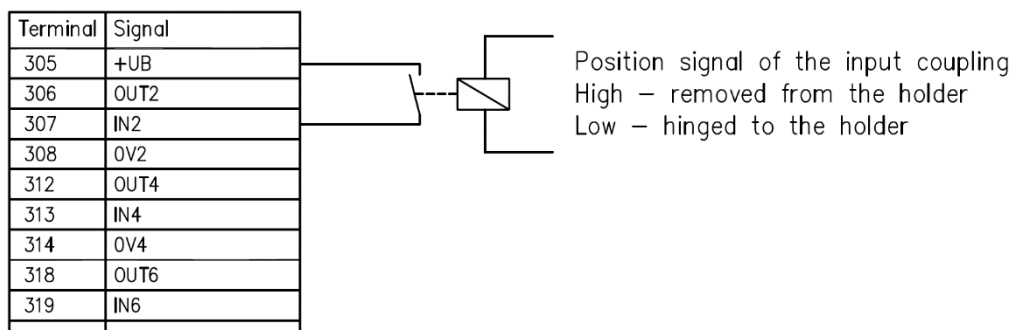 Terminal Signal
305 +UB
306 OUT2
307 IN2
308 0V2
312 OUT4
313 IN4
314 0V4
318 OUT6
319 IN6
Position signal of the input coupling
High – removed from the holder
Low – hinged to the holder